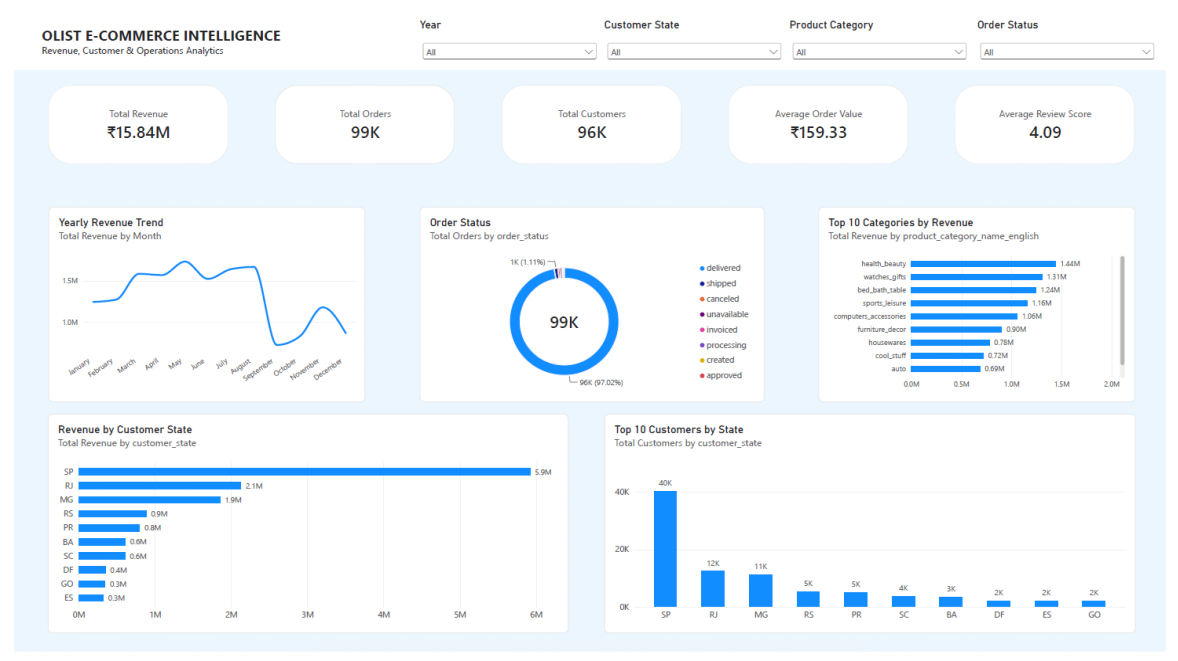 OLIST E-COMMERCE INTELLIGENCE
Revenue, Customer & Operations Analytics
Year
All
Customer State
All
Product Category
All
Order Status
All
Total Revenue
₹15.84M
Total Orders
99K
Total Customers
96K
Average Order Value
₹159.33
Average Review Score
4.09
Yearly Revenue Trend
Total Revenue by Month
1.5M
1.0M
January
February
March
April
May
June
July
August
September
October
November
December
Order Status
Total Orders by order_status
1K (1.11%)
99K
96K (97.02%)
delivered
shipped
canceled
unavailable
invoiced
processing
created
approved
Top 10 Categories by Revenue
Total Revenue by product_category_name_english
health_beauty 1.44M
watches_gifts 1.31M
bed_bath_table 1.24M
sports_leisure 1.16M
computers_accessories 1.06M
furniture_decor 0.90M
housewares 0.78M
cool_stuff 0.72M
auto 0.69M
0.0M 0.5M 1.0M 1.5M 2.0M
Revenue by Customer State
Total Revenue by customer_state
SP 5.9M
RJ 2.1M
MG 1.9M
RS 0.9M
PR 0.8M
BA 0.6M
SC 0.6M
DF 0.4M
GO 0.3M
ES 0.3M
0M 1M 2M 3M 4M 5M 6M
Top 10 Customers by State
Total Customers by customer_state
40K
20K
0K
40K 12K 11K 5K 5K 4K 3K 2K 2K 2K
SP RJ MG RS PR SC BA DF ES GO